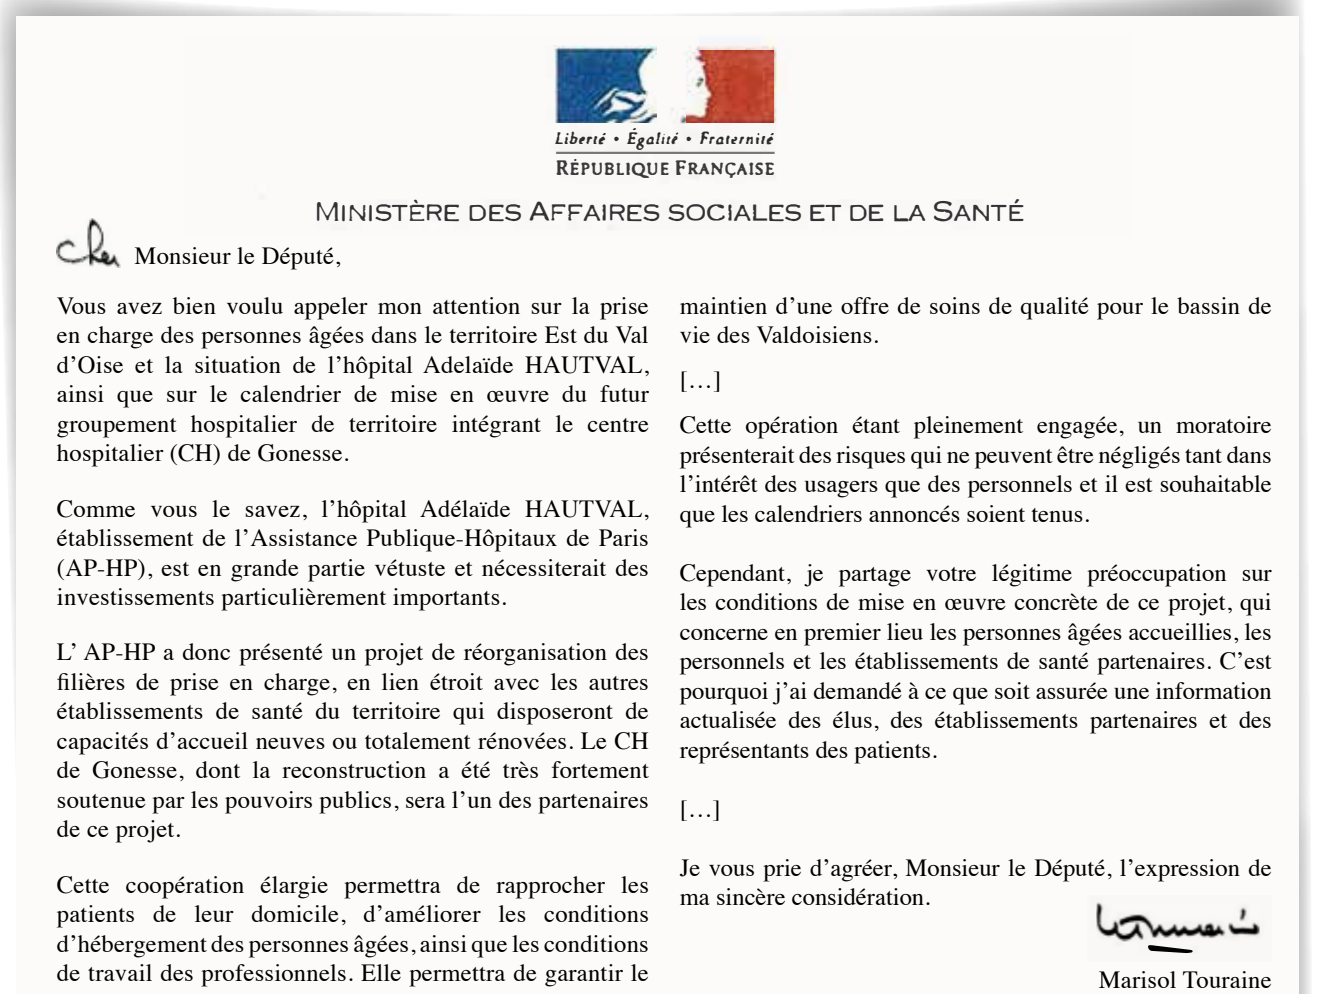 Liberté • Égalité • Fraternité
RÉPUBLIQUE FRANÇAISE
MINISTÈRE DES AFFAIRES SOCIALES ET DE LA SANTÉ
Cher Monsieur le Député,
Vous avez bien voulu appeler mon attention sur la prise
en charge des personnes âgées dans le territoire Est du Val
d’Oise et la situation de l’hôpital Adelaïde HAUTVAL,
ainsi que sur le calendrier de mise en œuvre du futur
groupement hospitalier de territoire intégrant le centre
hospitalier (CH) de Gonesse.
Comme vous le savez, l’hôpital Adélaïde HAUTVAL,
établissement de l’Assistance Publique-Hôpitaux de Paris
(AP-HP), est en grande partie vétuste et nécessiterait des
investissements particulièrement importants.
L’ AP-HP a donc présenté un projet de réorganisation des
filières de prise en charge, en lien étroit avec les autres
établissements de santé du territoire qui disposeront de
capacités d’accueil neuves ou totalement rénovées. Le CH
de Gonesse, dont la reconstruction a été très fortement
soutenue par les pouvoirs publics, sera l’un des partenaires
de ce projet.
Cette coopération élargie permettra de rapprocher les
patients de leur domicile, d’améliorer les conditions
d’hébergement des personnes âgées, ainsi que les conditions
de travail des professionnels. Elle permettra de garantir le
maintien d’une offre de soins de qualité pour le bassin de
vie des Valdoisiens.
[…]
Cette opération étant pleinement engagée, un moratoire
présenterait des risques qui ne peuvent être négligés tant dans
l’intérêt des usagers que des personnels et il est souhaitable
que les calendriers annoncés soient tenus.
Cependant, je partage votre légitime préoccupation sur
les conditions de mise en œuvre concrète de ce projet, qui
concerne en premier lieu les personnes âgées accueillies, les
personnels et les établissements de santé partenaires. C’est
pourquoi j’ai demandé à ce que soit assurée une information
actualisée des élus, des établissements partenaires et des
représentants des patients.
[…]
Je vous prie d’agréer, Monsieur le Député, l’expression de
ma sincère considération.
Marisol Touraine